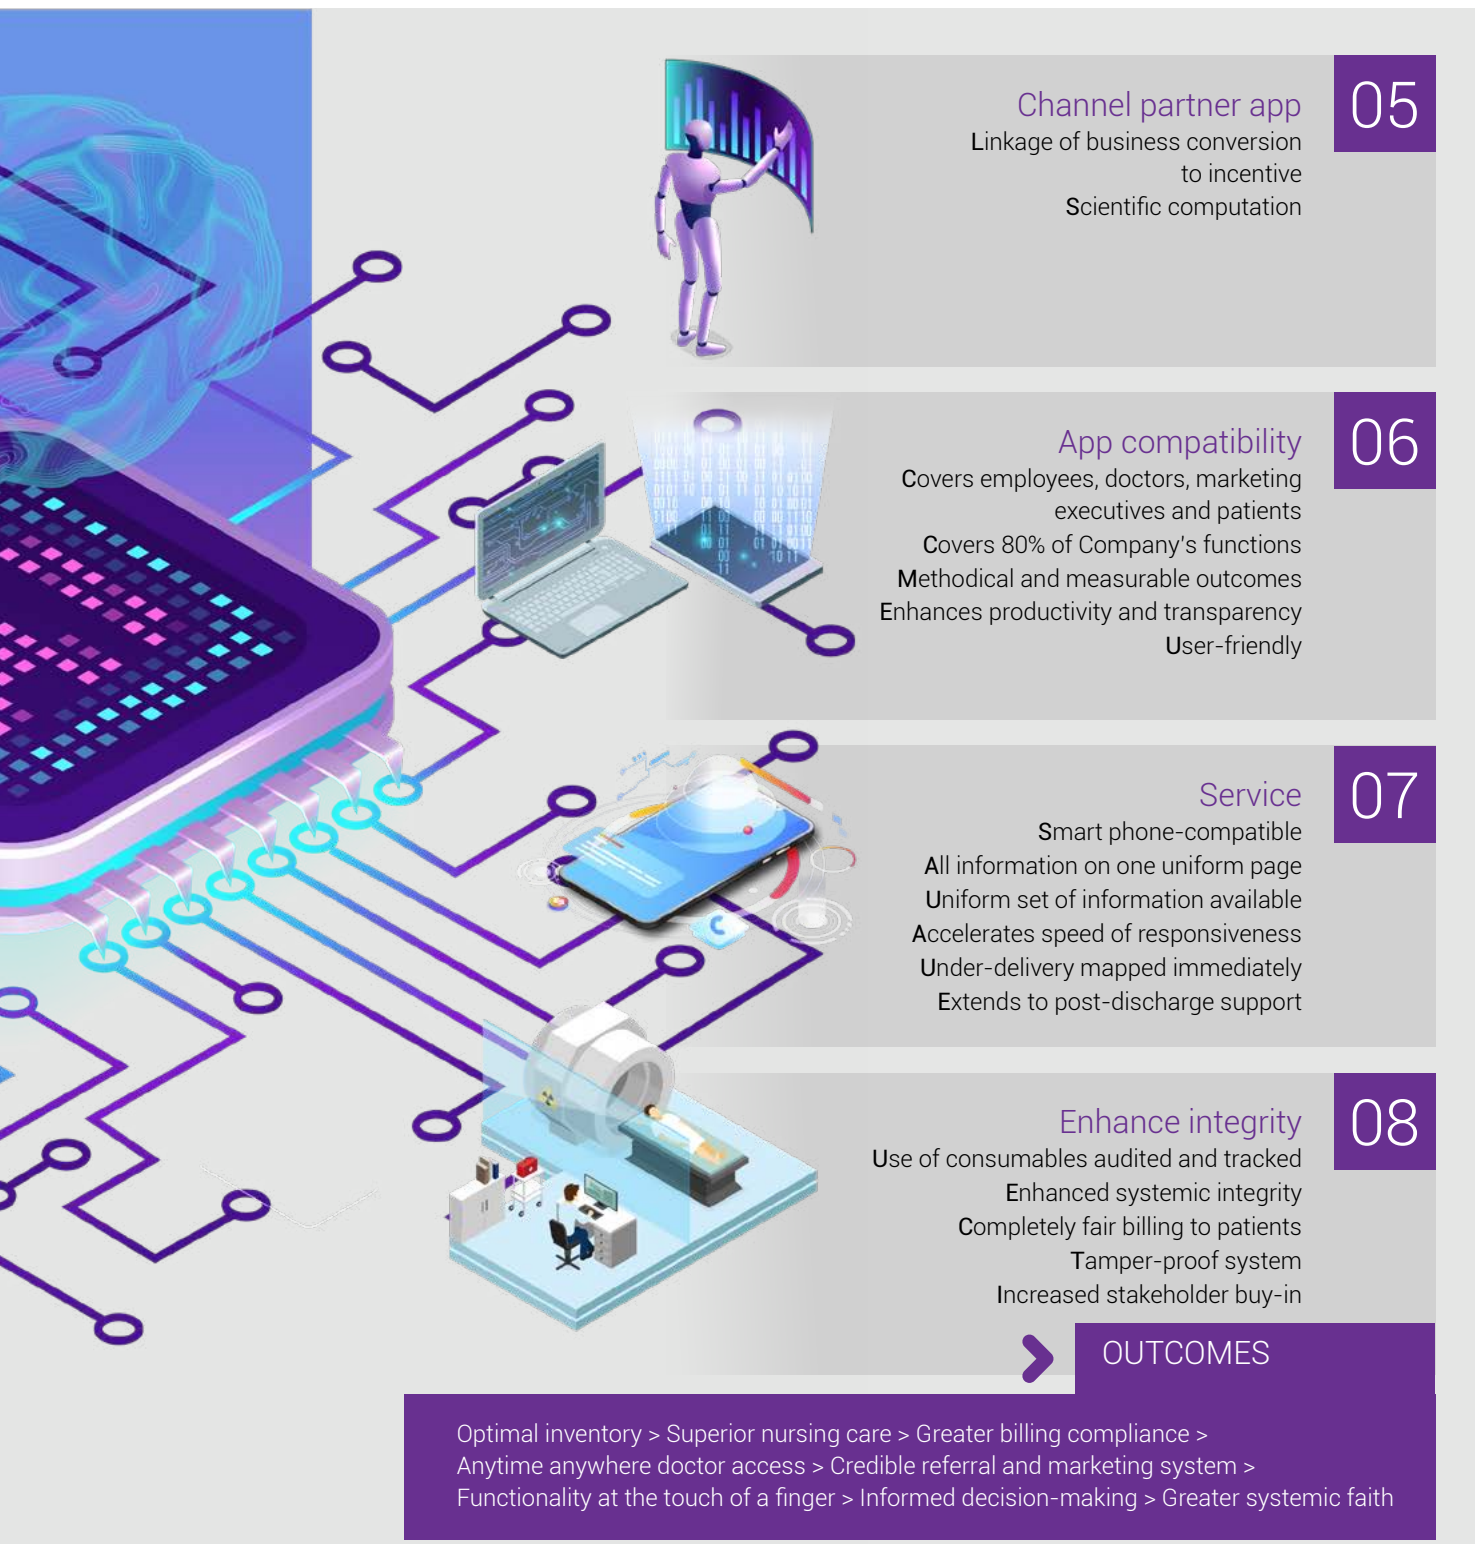 05
Channel partner app
Linkage of business conversion
to incentive
Scientific computation
06
App compatibility
Covers employees, doctors, marketing
executives and patients
Covers 80% of Company's functions
Methodical and measurable outcomes
Enhances productivity and transparency
User-friendly
07
Service
Smart phone-compatible
All information on one uniform page
Uniform set of information available
Accelerates speed of responsiveness
Under-delivery mapped immediately
Extends to post-discharge support
08
Enhance integrity
Use of consumables audited and tracked
Enhanced systemic integrity
Completely fair billing to patients
Tamper-proof system
Increased stakeholder buy-in
OUTCOMES
Optimal inventory > Superior nursing care > Greater billing compliance >
Anytime anywhere doctor access > Credible referral and marketing system >
Functionality at the touch of a finger > Informed decision-making > Greater systemic faith